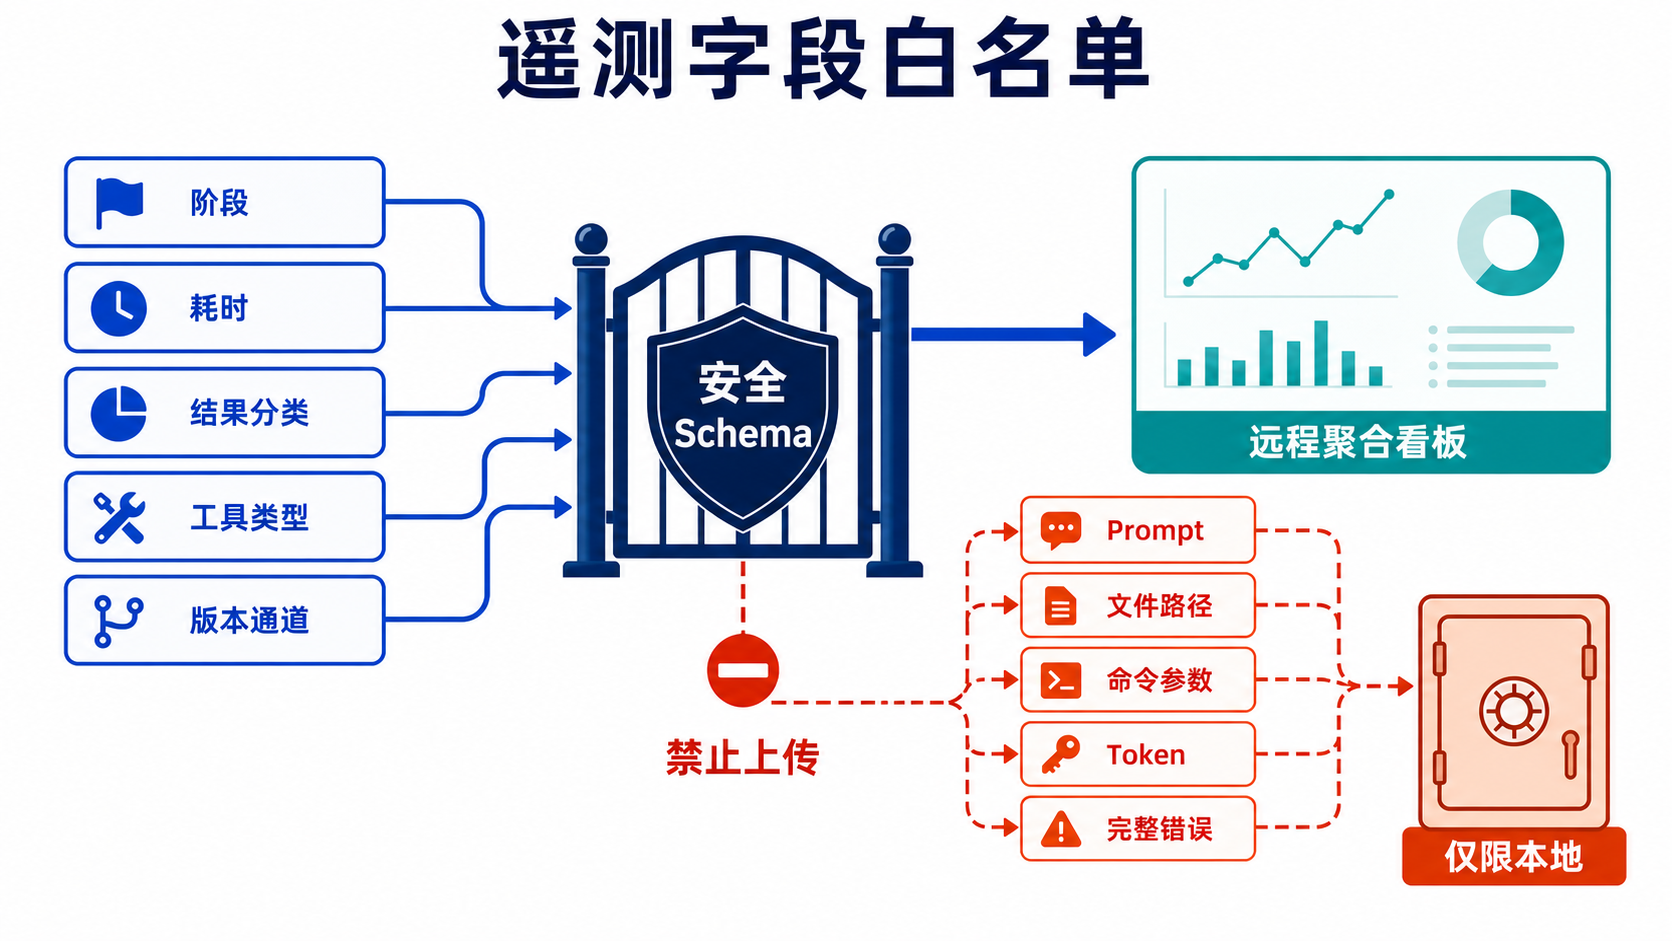 遥测字段白名单
阶段
耗时
结果分类
工具类型
版本通道
安全
Schema
远程聚合看板
禁止上传
Prompt
文件路径
命令参数
Token
完整错误
仅限本地